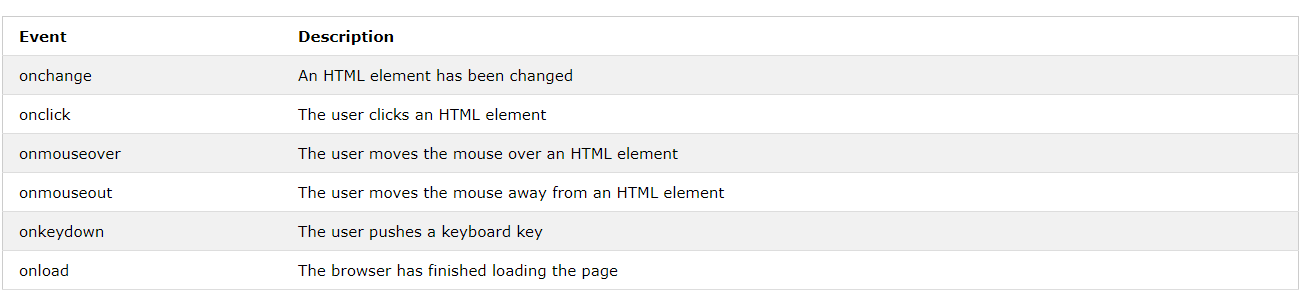 Event Description
onchange An HTML element has been changed
onclick The user clicks an HTML element
onmouseover The user moves the mouse over an HTML element
onmouseout The user moves the mouse away from an HTML element
onkeydown The user pushes a keyboard key
onload The browser has finished loading the page